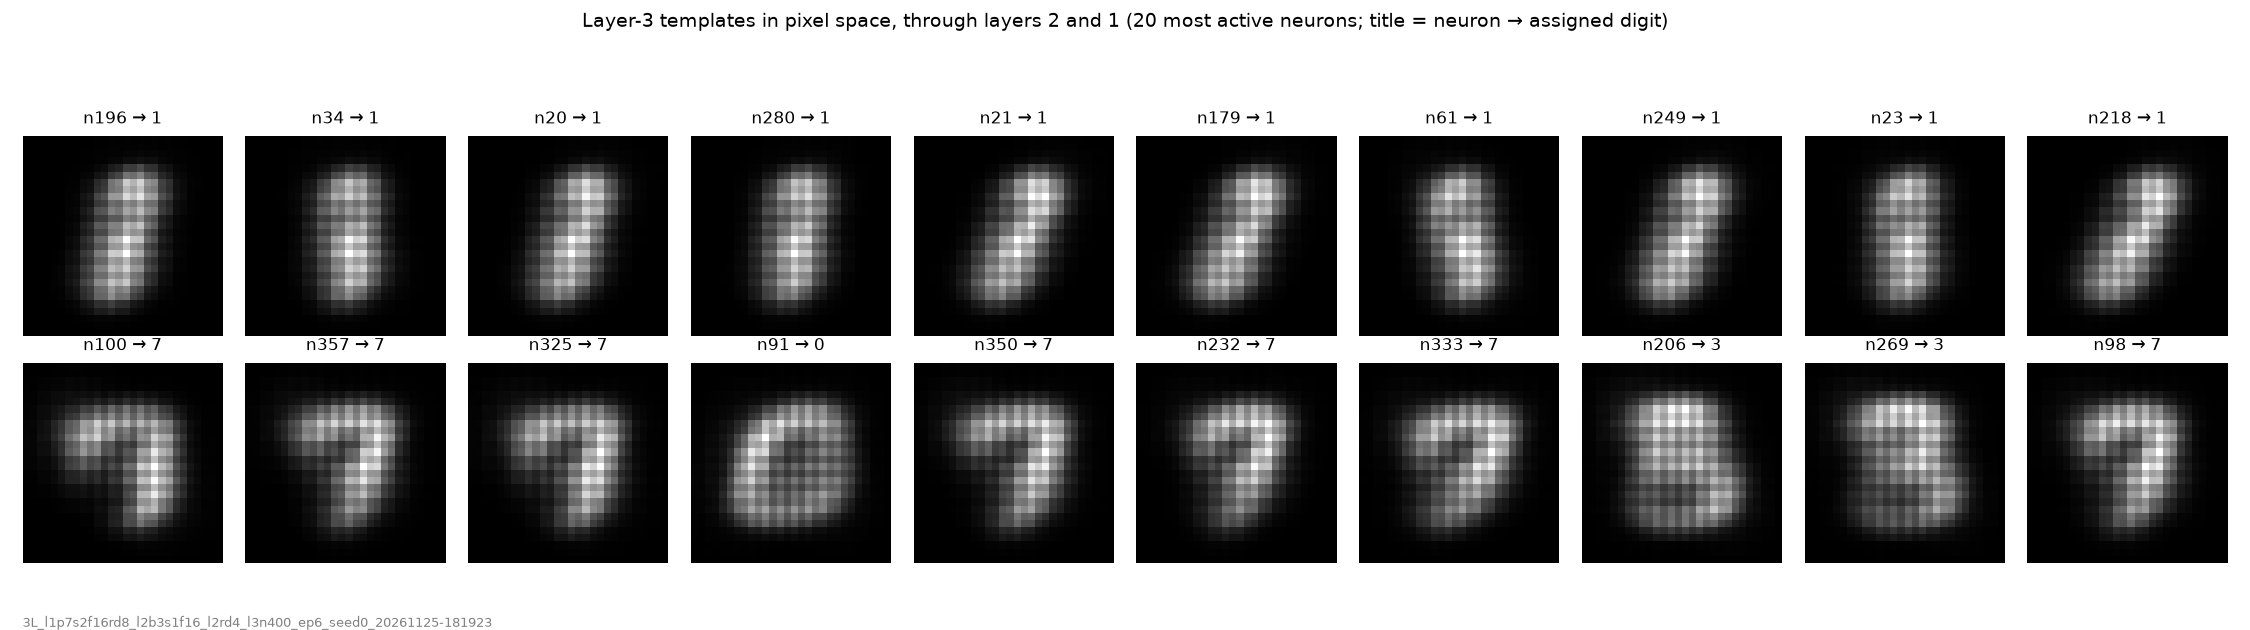 Layer-3 templates in pixel space, through layers 2 and 1 (20 most active neurons; title = neuron → assigned digit)
n196 → 1 n34 → 1 n20 → 1 n280 → 1 n21 → 1 n179 → 1 n61 → 1 n249 → 1 n23 → 1 n218 → 1
n100 → 7 n357 → 7 n325 → 7 n91 → 0 n350 → 7 n232 → 7 n333 → 7 n206 → 3 n269 → 3 n98 → 7
3L_l1p7s2f16rd8_l2b3s1f16_l2rd4_l3n400_ep6_seed0_20261125-181923